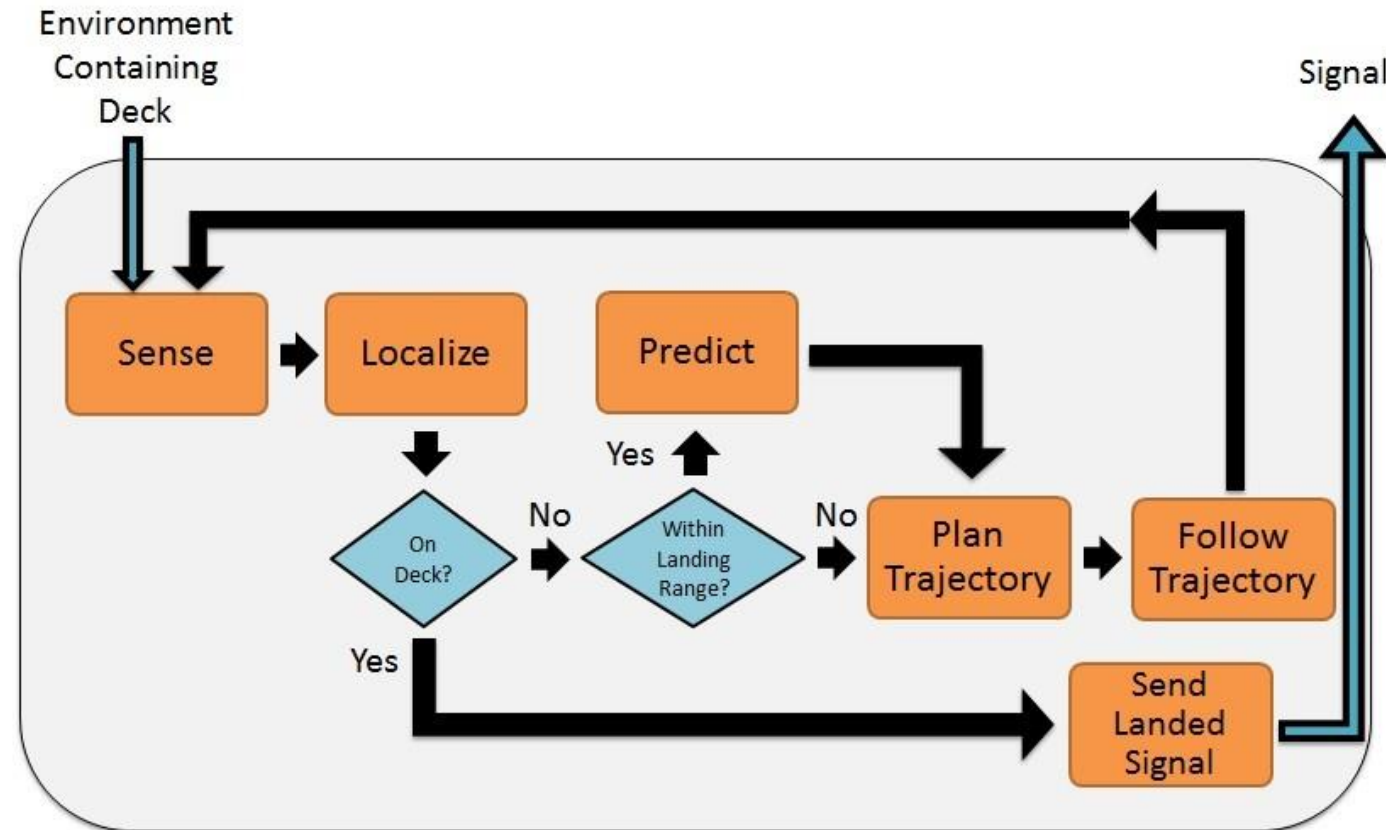 Environment
Containing
Deck
Signal
Sense
Localize
Predict
Yes
On
Deck?
No
Within
Landing
Range?
No
Plan
Trajectory
Follow
Trajectory
Yes
Send
Landed
Signal